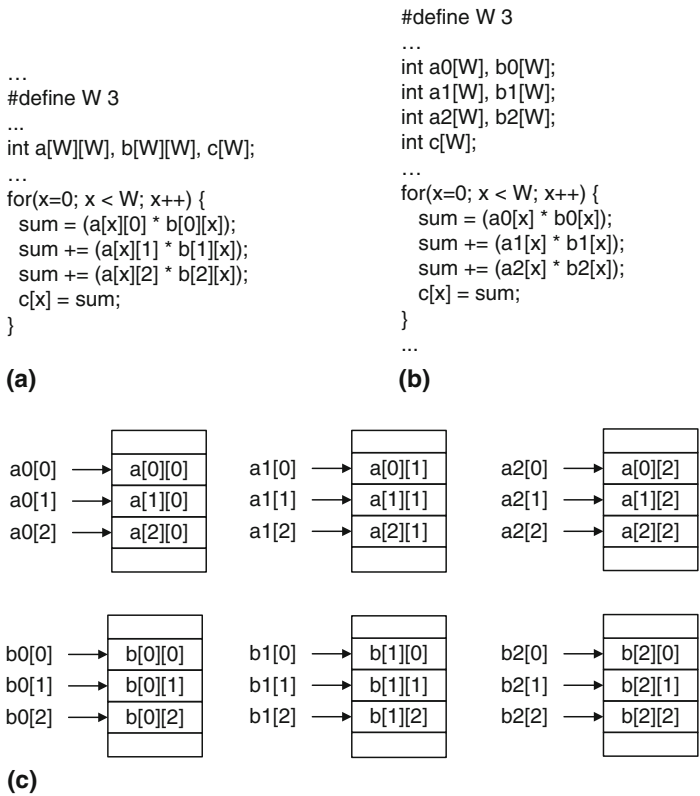 …
#define W 3
...
int a[W][W], b[W][W], c[W];
…
for(x=0; x < W; x++) {
sum = (a[x][0] * b[0][x]);
sum += (a[x][1] * b[1][x]);
sum += (a[x][2] * b[2][x]);
c[x] = sum;
}
(a)
#define W 3
…
int a0[W], b0[W];
int a1[W], b1[W];
int a2[W], b2[W];
int c[W];
…
for(x=0; x < W; x++) {
sum = (a0[x] * b0[x]);
sum += (a1[x] * b1[x]);
sum += (a2[x] * b2[x]);
c[x] = sum;
}
...
(b)
a0[0] a[0][0] a1[0] a[0][1] a2[0] a[0][2]
a0[1] a[1][0] a1[1] a[1][1] a2[1] a[1][2]
a0[2] a[2][0] a1[2] a[2][1] a2[2] a[2][2]
b0[0] b[0][0] b1[0] b[1][0] b2[0] b[2][0]
b0[1] b[0][1] b1[1] b[1][1] b2[1] b[2][1]
b0[2] b[0][2] b1[2] b[1][2] b2[2] b[2][2]
(c)